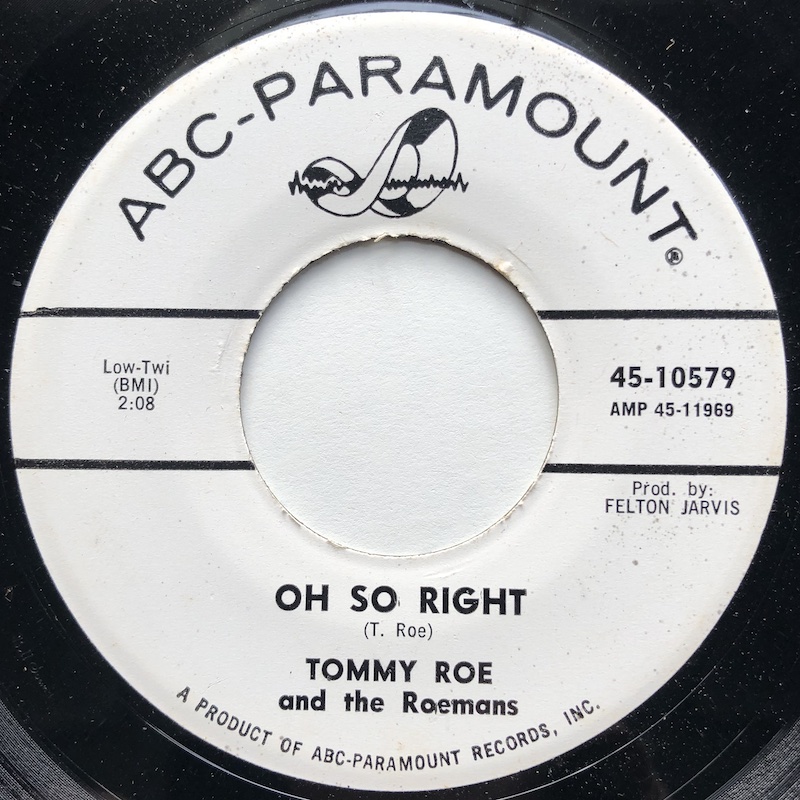 ABC-PARAMOUNT®
Low-Twi
(BMI)
2:08
45-10579
AMP 45-11969
Prod. by:
FELTON JARVIS
OH SO RIGHT
(T. Roe)
TOMMY ROE
and the Roemans
A PRODUCT OF ABC-PARAMOUNT RECORDS, INC.